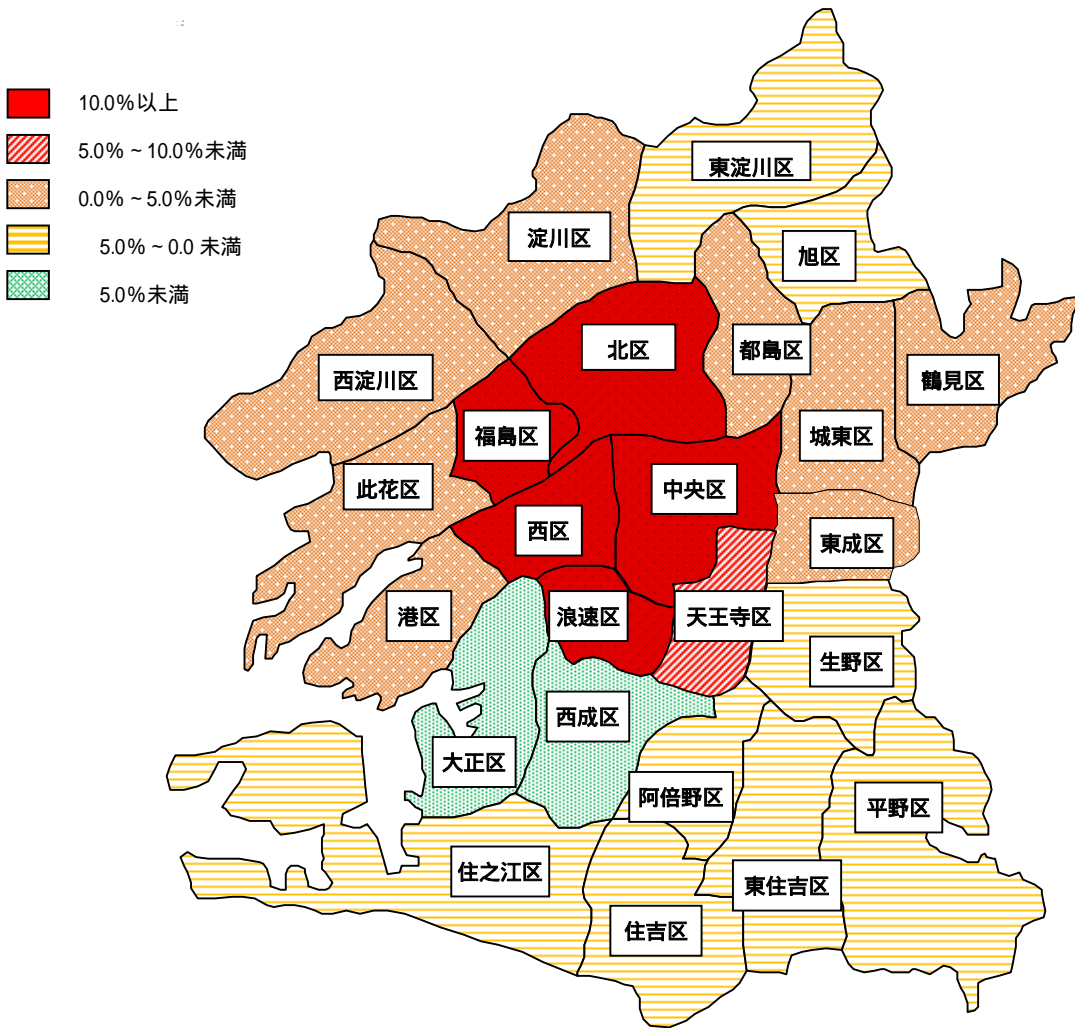 10.0%以上
5.0%~10.0%未満
0.0%~5.0%未満
5.0%~0.0 未満
5.0%未満
東淀川区
淀川区
旭区
北区
都島区
西淀川区
鶴見区
福島区
城東区
此花区
中央区
西区
東成区
港区
浪速区
天王寺区
生野区
西成区
大正区
阿倍野区
平野区
住之江区
東住吉区
住吉区